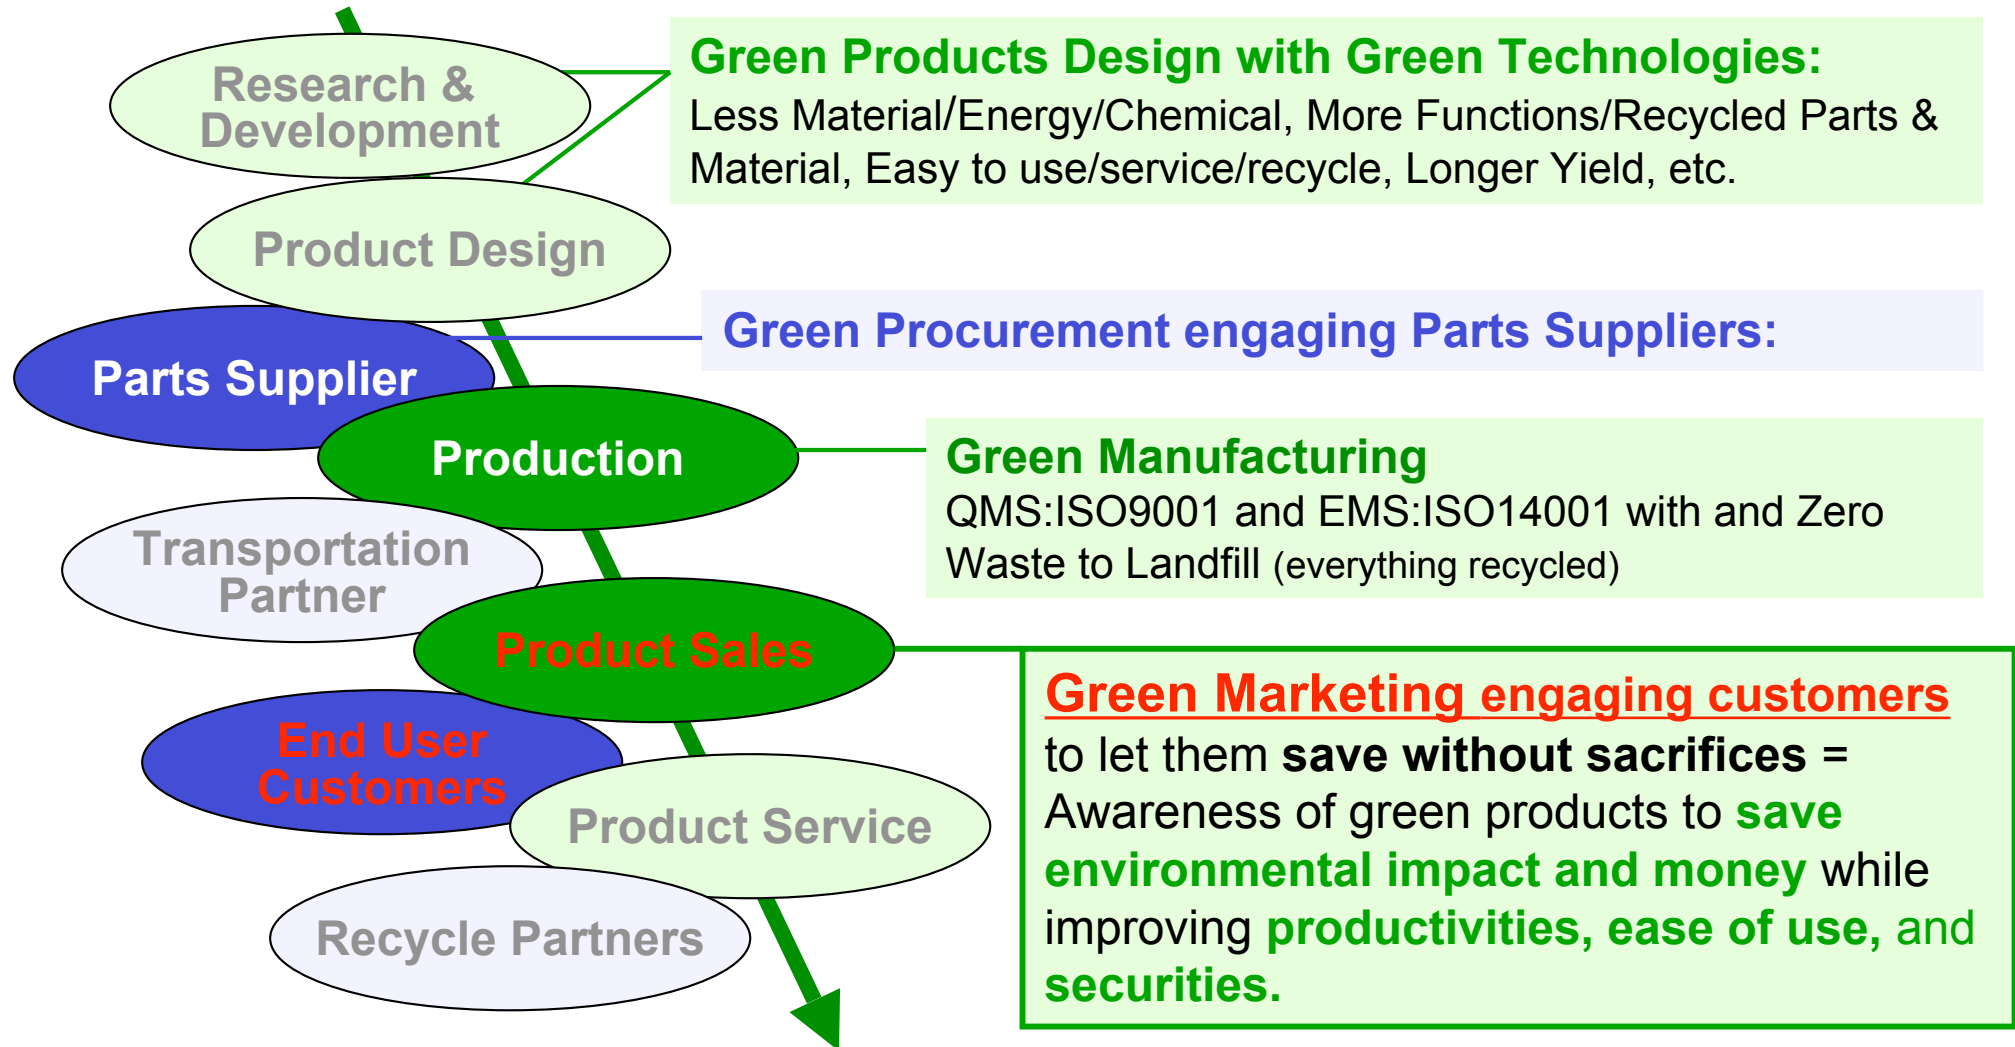 Research &
Development
Green Products Design with Green Technologies:
Less Material/Energy/Chemical, More Functions/Recycled Parts &
Material, Easy to use/service/recycle, Longer Yield, etc.
Product Design
Parts Supplier
Green Procurement engaging Parts Suppliers:
Production
Green Manufacturing
QMS:ISO9001 and EMS:ISO14001 with and Zero
Waste to Landfill (everything recycled)
Transportation
Partner
Product Sales
Green Marketing engaging customers
to let them save without sacrifices =
Awareness of green products to save
environmental impact and money while
improving productivities, ease of use, and
securities.
End User
Customers
Product Service
Recycle Partners